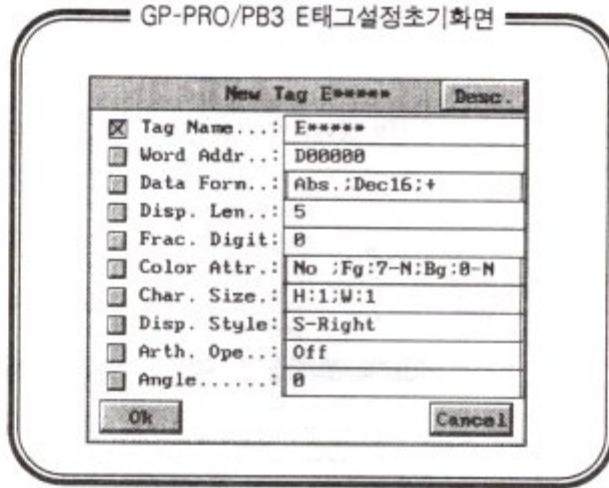 GP-PRO/PB3 E태그설정초기화면
New Tag E***** Desc.
Tag Name...: E*****
Word Addr..: D00000
Data Form..: Abs.;Dec16;+
Disp. Len..: 5
Frac. Digit: 0
Color Attr.: No ;Fg:7-N;Bg:0-N
Char. Size.: H:1;W:1
Disp. Style: S-Right
Arth. Ope..: Off
Angle......: 0
Ok Cancel